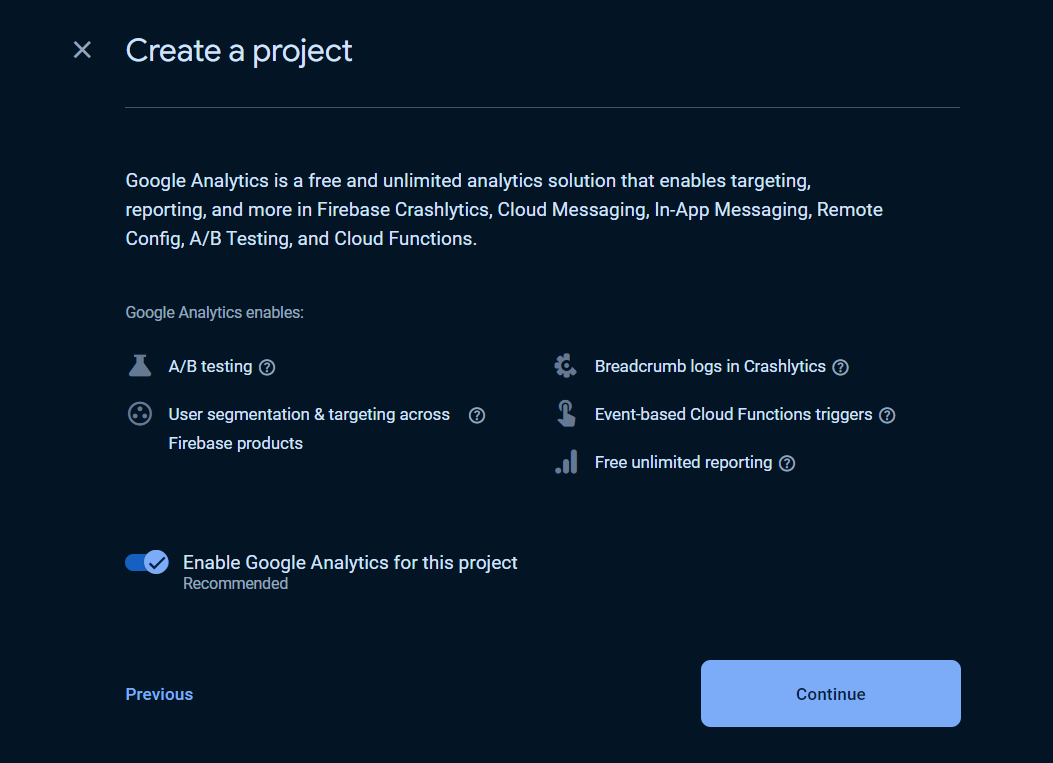 Create a project
Google Analytics is a free and unlimited analytics solution that enables targeting,
reporting, and more in Firebase Crashlytics, Cloud Messaging, In-App Messaging, Remote
Config, A/B Testing, and Cloud Functions.
Google Analytics enables:
A/B testing
User segmentation & targeting across
Firebase products
Breadcrumb logs in Crashlytics
Event-based Cloud Functions triggers
Free unlimited reporting
Enable Google Analytics for this project
Recommended
Previous
Continue